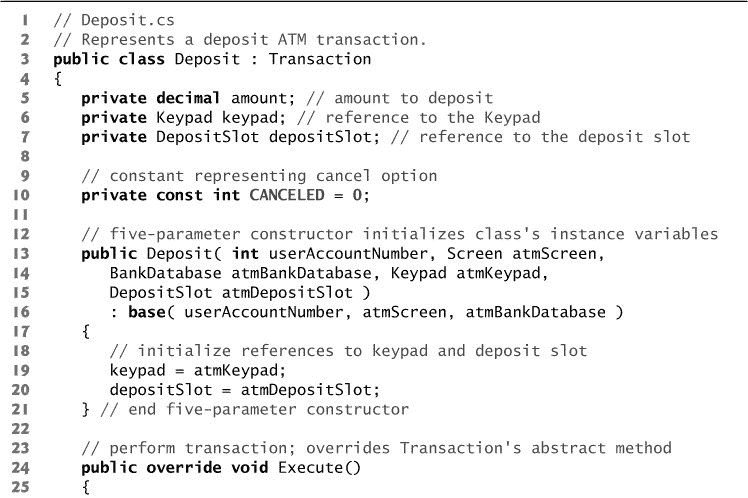 1 // Deposit.cs
2 // Represents a deposit ATM transaction.
3 public class Deposit : Transaction
4 {
5    private decimal amount; // amount to deposit
6    private Keypad keypad; // reference to the Keypad
7    private DepositSlot depositSlot; // reference to the deposit slot
8
9    // constant representing cancel option
10    private const int CANCELED = 0;
11
12    // five-parameter constructor initializes class's instance variables
13    public Deposit( int userAccountNumber, Screen atmScreen,
14       BankDatabase atmBankDatabase, Keypad atmKeypad,
15       DepositSlot atmDepositSlot )
16       : base( userAccountNumber, atmScreen, atmBankDatabase )
17    {
18       // initialize references to keypad and deposit slot
19       keypad = atmKeypad;
20       depositSlot = atmDepositSlot;
21    } // end five-parameter constructor
22
23    // perform transaction; overrides Transaction's abstract method
24    public override void Execute()
25    {